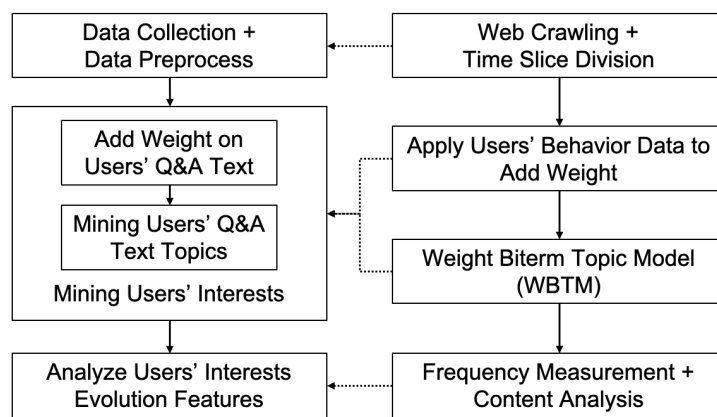 Data Collection +
Data Preprocess
Web Crawling +
Time Slice Division
Add Weight on
Users' Q&A Text
Mining Users' Q&A
Text Topics
Mining Users' Interests
Apply Users' Behavior Data to
Add Weight
Weight Biterm Topic Model
(WBTM)
Analyze Users' Interests
Evolution Features
Frequency Measurement +
Content Analysis